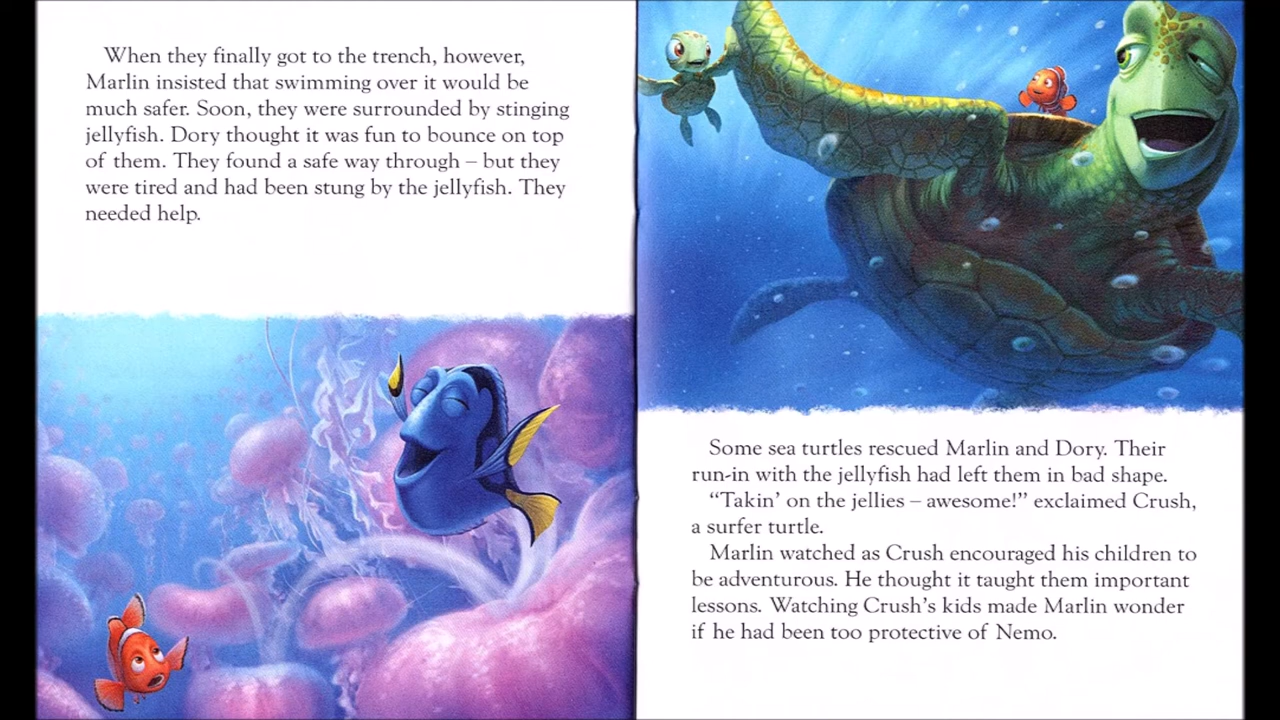 When they finally got to the trench, however,
Marlin insisted that swimming over it would be
much safer. Soon, they were surrounded by stinging
jellyfish. Dory thought it was fun to bounce on top
of them. They found a safe way through – but they
were tired and had been stung by the jellyfish. They
needed help.
Some sea turtles rescued Marlin and Dory. Their
run-in with the jellyfish had left them in bad shape.
“Takin’ on the jellies – awesome!” exclaimed Crush,
a surfer turtle.
Marlin watched as Crush encouraged his children to
be adventurous. He thought it taught them important
lessons. Watching Crush’s kids made Marlin wonder
if he had been too protective of Nemo.